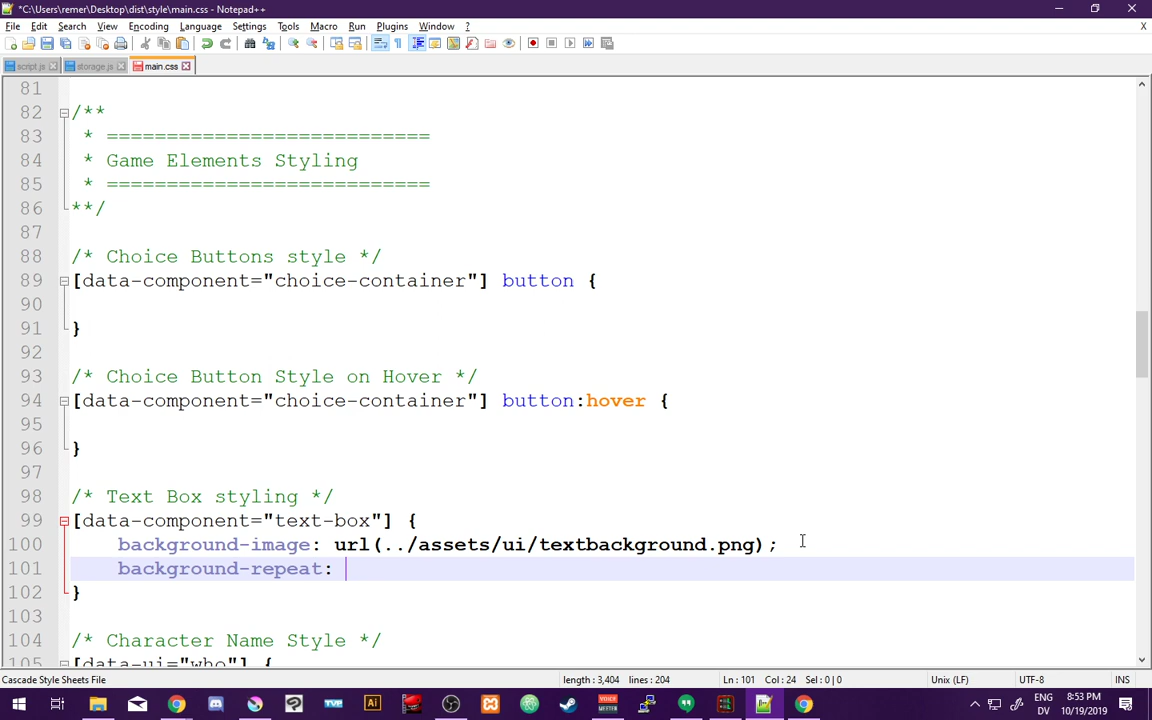 *C:\Users\remer\Desktop\dist\style\main.css - Notepad++
File Edit Search View Encoding Language Settings Tools Macro Run Plugins Window ? X
script.js storage.js main.css
81
82 /**
83 * ===========================
84 * Game Elements Styling
85 * ===========================
86 **/
87
88 /* Choice Buttons style */
89 [data-component="choice-container"] button {
90
91 }
92
93 /* Choice Button Style on Hover */
94 [data-component="choice-container"] button:hover {
95
96 }
97
98 /* Text Box styling */
99 [data-component="text-box"] {
100 background-image: url(../assets/ui/textbackground.png);
101 background-repeat:
102 }
103
104 /* Character Name Style */
105 [data-ui="who"] {
Cascade Style Sheets File length : 3,404 lines : 204 Ln : 101 Col : 24 Sel : 0 | 0 Unix (LF) UTF-8 INS
ENG 8:53 PM
DV 10/19/2019